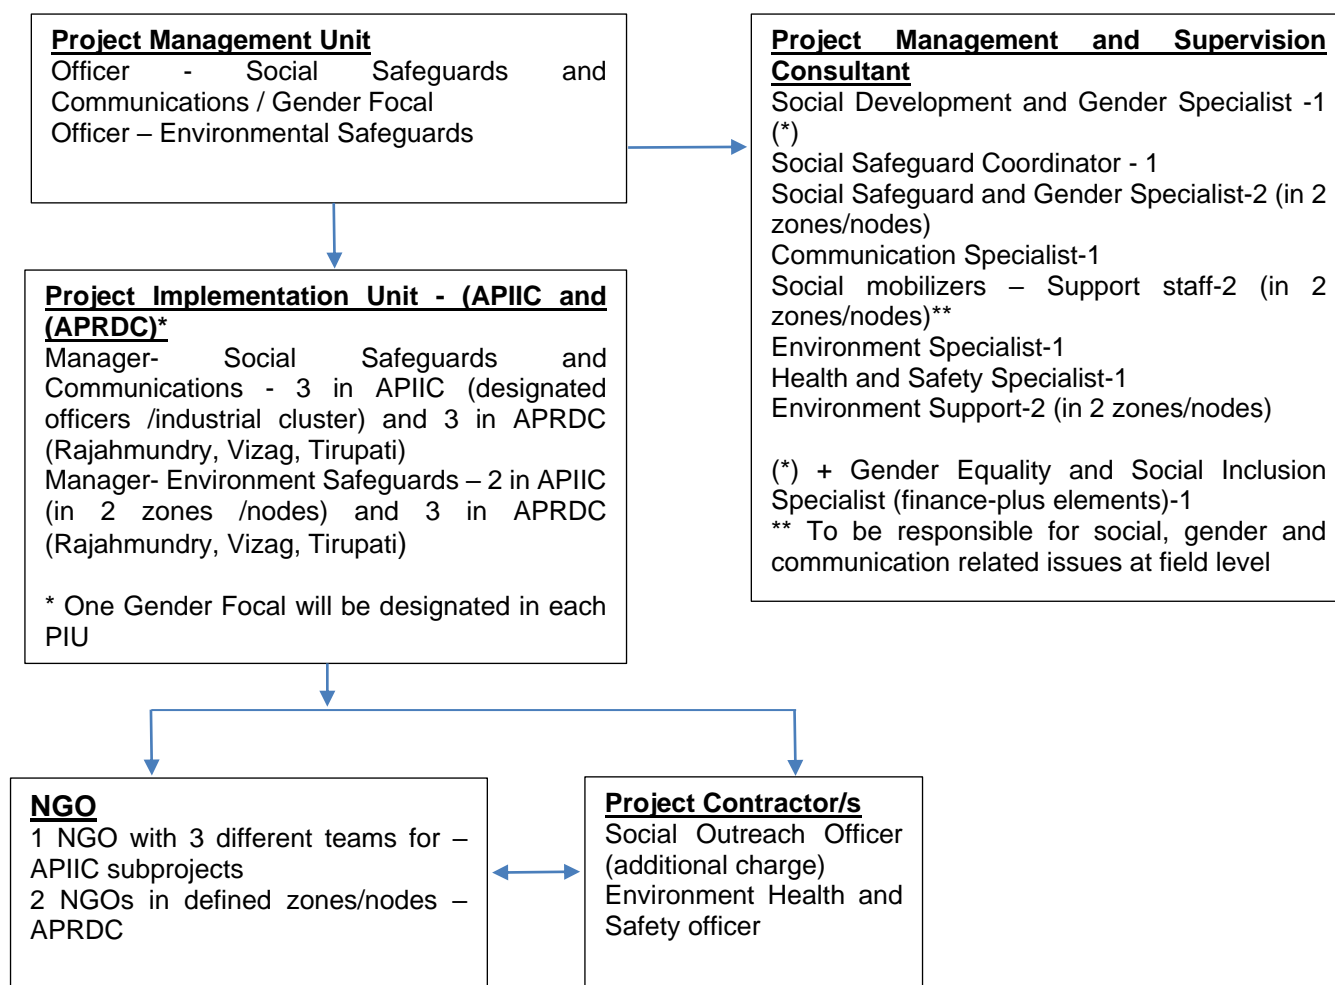 Project Management Unit
Officer - Social Safeguards and
Communications / Gender Focal
Officer – Environmental Safeguards
Project Management and Supervision
Consultant
Social Development and Gender Specialist -1
(*)
Social Safeguard Coordinator - 1
Social Safeguard and Gender Specialist-2 (in 2
zones/nodes)
Communication Specialist-1
Social mobilizers – Support staff-2 (in 2
zones/nodes)**
Environment Specialist-1
Health and Safety Specialist-1
Environment Support-2 (in 2 zones/nodes)
(*) + Gender Equality and Social Inclusion
Specialist (finance-plus elements)-1
** To be responsible for social, gender and
communication related issues at field level
Project Implementation Unit - (APIIC and
(APRDC)*
Manager- Social Safeguards and
Communications - 3 in APIIC (designated
officers /industrial cluster) and 3 in APRDC
(Rajahmundry, Vizag, Tirupati)
Manager- Environment Safeguards – 2 in APIIC
(in 2 zones /nodes) and 3 in APRDC
(Rajahmundry, Vizag, Tirupati)
* One Gender Focal will be designated in each
PIU
NGO
1 NGO with 3 different teams for –
APIIC subprojects
2 NGOs in defined zones/nodes –
APRDC
Project Contractor/s
Social Outreach Officer
(additional charge)
Environment Health and
Safety officer